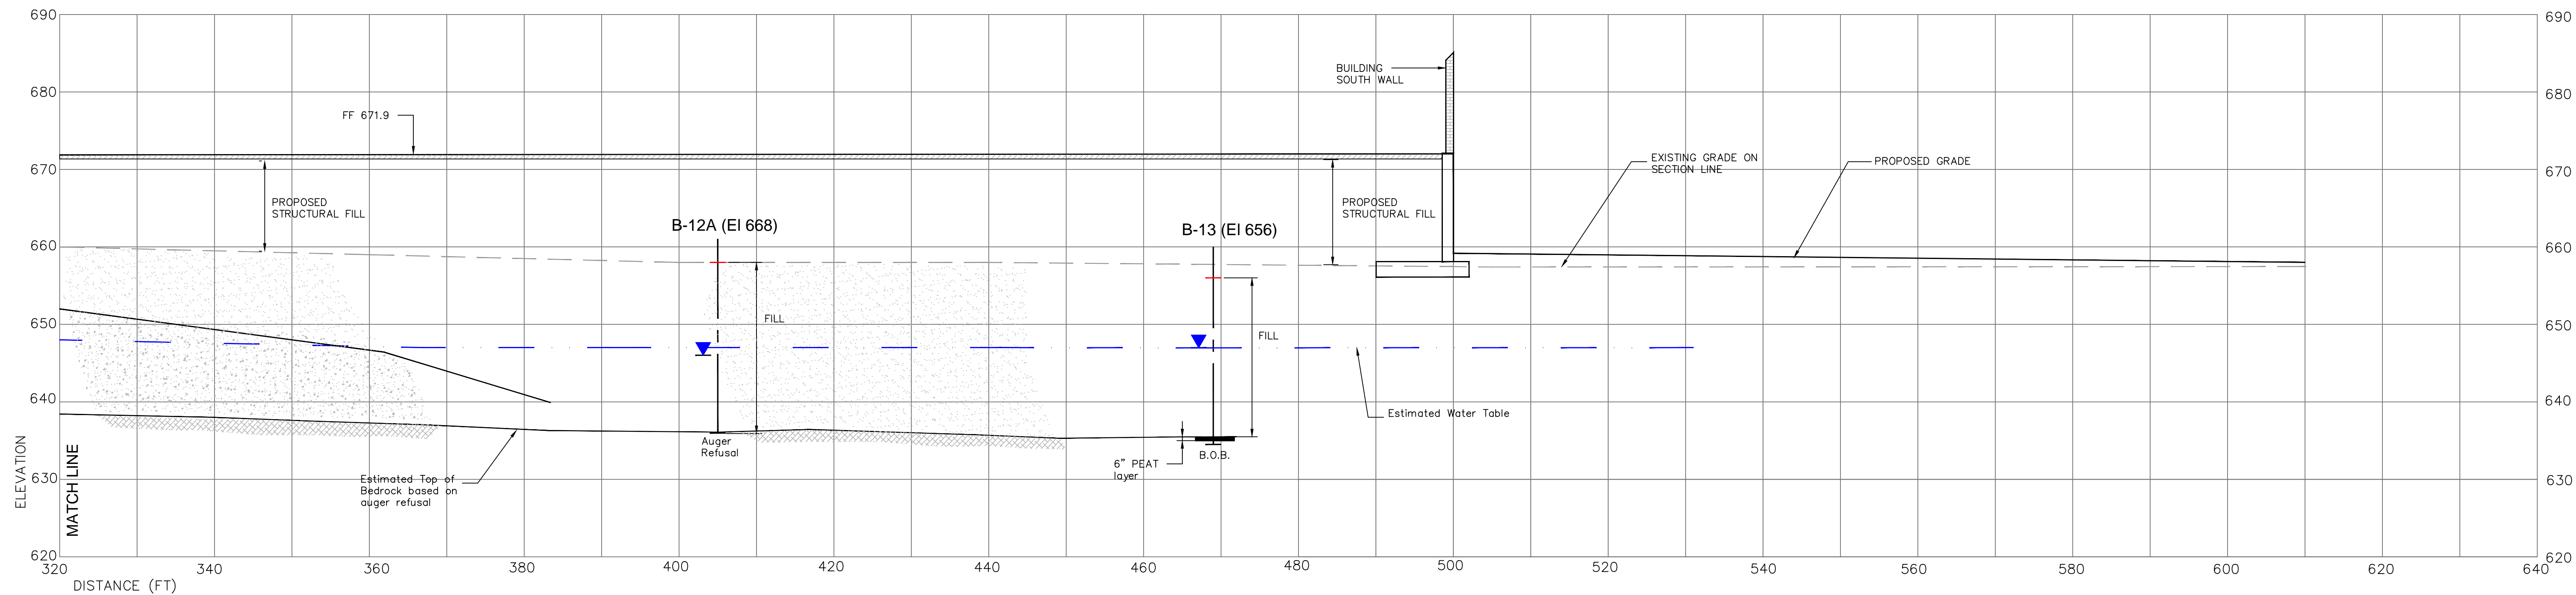 690
690
BUILDING
SOUTH WALL
680
680
FF 671.9
EXISTING GRADE ON
SECTION LINE
PROPOSED GRADE
670
670
PROPOSED
STRUCTURAL FILL
PROPOSED
STRUCTURAL FILL
B-12A (El 668)
B-13 (El 656)
660
660
FILL
650
650
FILL
Estimated Water Table
640
640
Auger
Refusal
B.O.B.
6" PEAT
layer
Estimated Top of
Bedrock based on
auger refusal
630
630
ELEVATION
MATCH LINE
620
620
320
340
360
380
400
420
440
460
480
500
520
540
560
580
600
620
640
DISTANCE (FT)